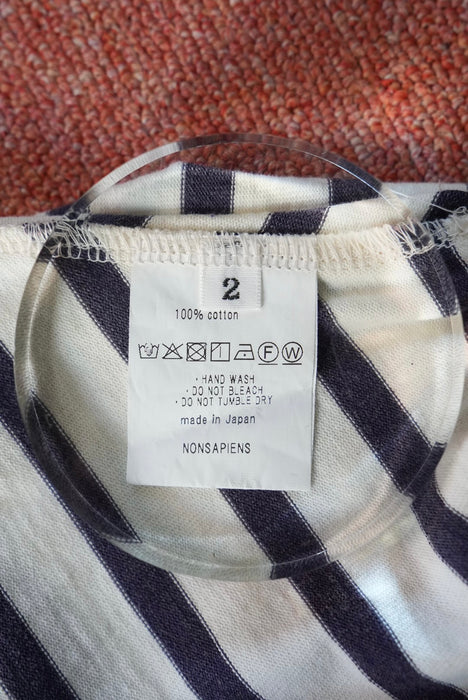 2
100% cotton
F W
· HAND WASH
· DO NOT BLEACH
· DO NOT TUMBLE DRY
made in Japan
NONSAPIENS